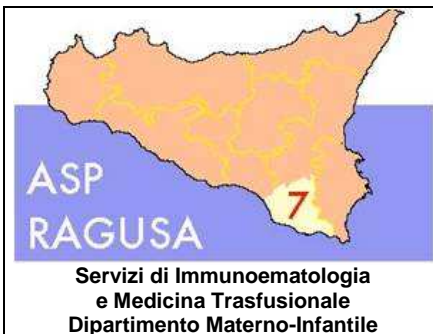 ASP
RAGUSA
7
Servizi di Immunoematologia
e Medicina Trasfusionale
Dipartimento Materno-Infantile